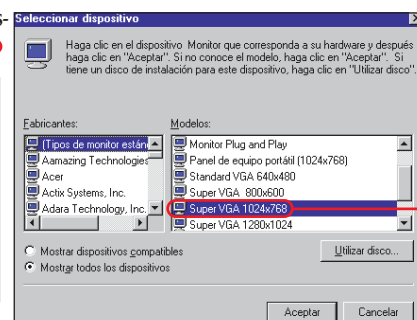 s-
Seleccionar dispositivo
Haga clic en el dispositivo Monitor que corresponda a su hardware y después
haga clic en "Aceptar". Si no conoce el modelo, haga clic en "Aceptar". Si
tiene un disco de instalación para este dispositivo, haga clic en "Utilizar disco".
Fabricantes:
Modelos:
(Tipos de monitor están
Aamazing Technologies
Acer
Actix Systems, Inc.
Adara Technology, Inc.
Monitor Plug and Play
Panel de equipo portátil (1024x768)
Standard VGA 640x480
Super VGA 800x600
Super VGA 1024x768
Super VGA 1280x1024
Mostrar dispositivos compatibles
Mostrar todos los dispositivos
Utilizar disco...
Aceptar
Cancelar